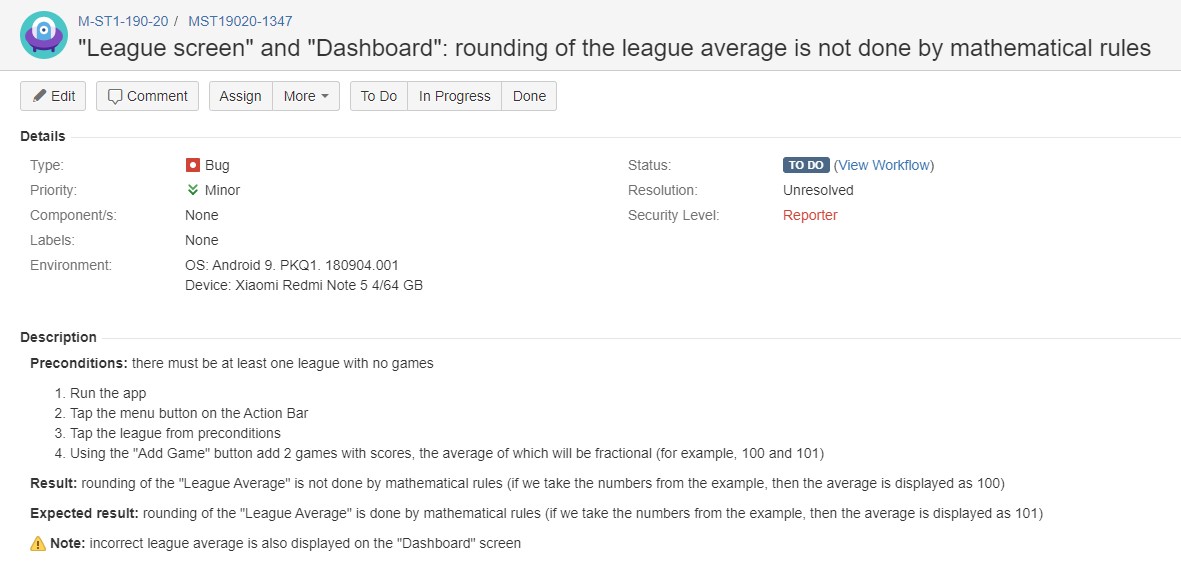 M-ST1-190-20 / MST19020-1347
"League screen" and "Dashboard": rounding of the league average is not done by mathematical rules
Edit Comment Assign More To Do In Progress Done
Details
Type: Bug Status: TO DO (View Workflow)
Priority: Minor Resolution: Unresolved
Component/s: None Security Level: Reporter
Labels: None
Environment: OS: Android 9. PKQ1. 180904.001
Device: Xiaomi Redmi Note 5 4/64 GB
Description
Preconditions: there must be at least one league with no games
1. Run the app
2. Tap the menu button on the Action Bar
3. Tap the league from preconditions
4. Using the "Add Game" button add 2 games with scores, the average of which will be fractional (for example, 100 and 101)
Result: rounding of the "League Average" is not done by mathematical rules (if we take the numbers from the example, then the average is displayed as 100)
Expected result: rounding of the "League Average" is done by mathematical rules (if we take the numbers from the example, then the average is displayed as 101)
Note: incorrect league average is also displayed on the "Dashboard" screen